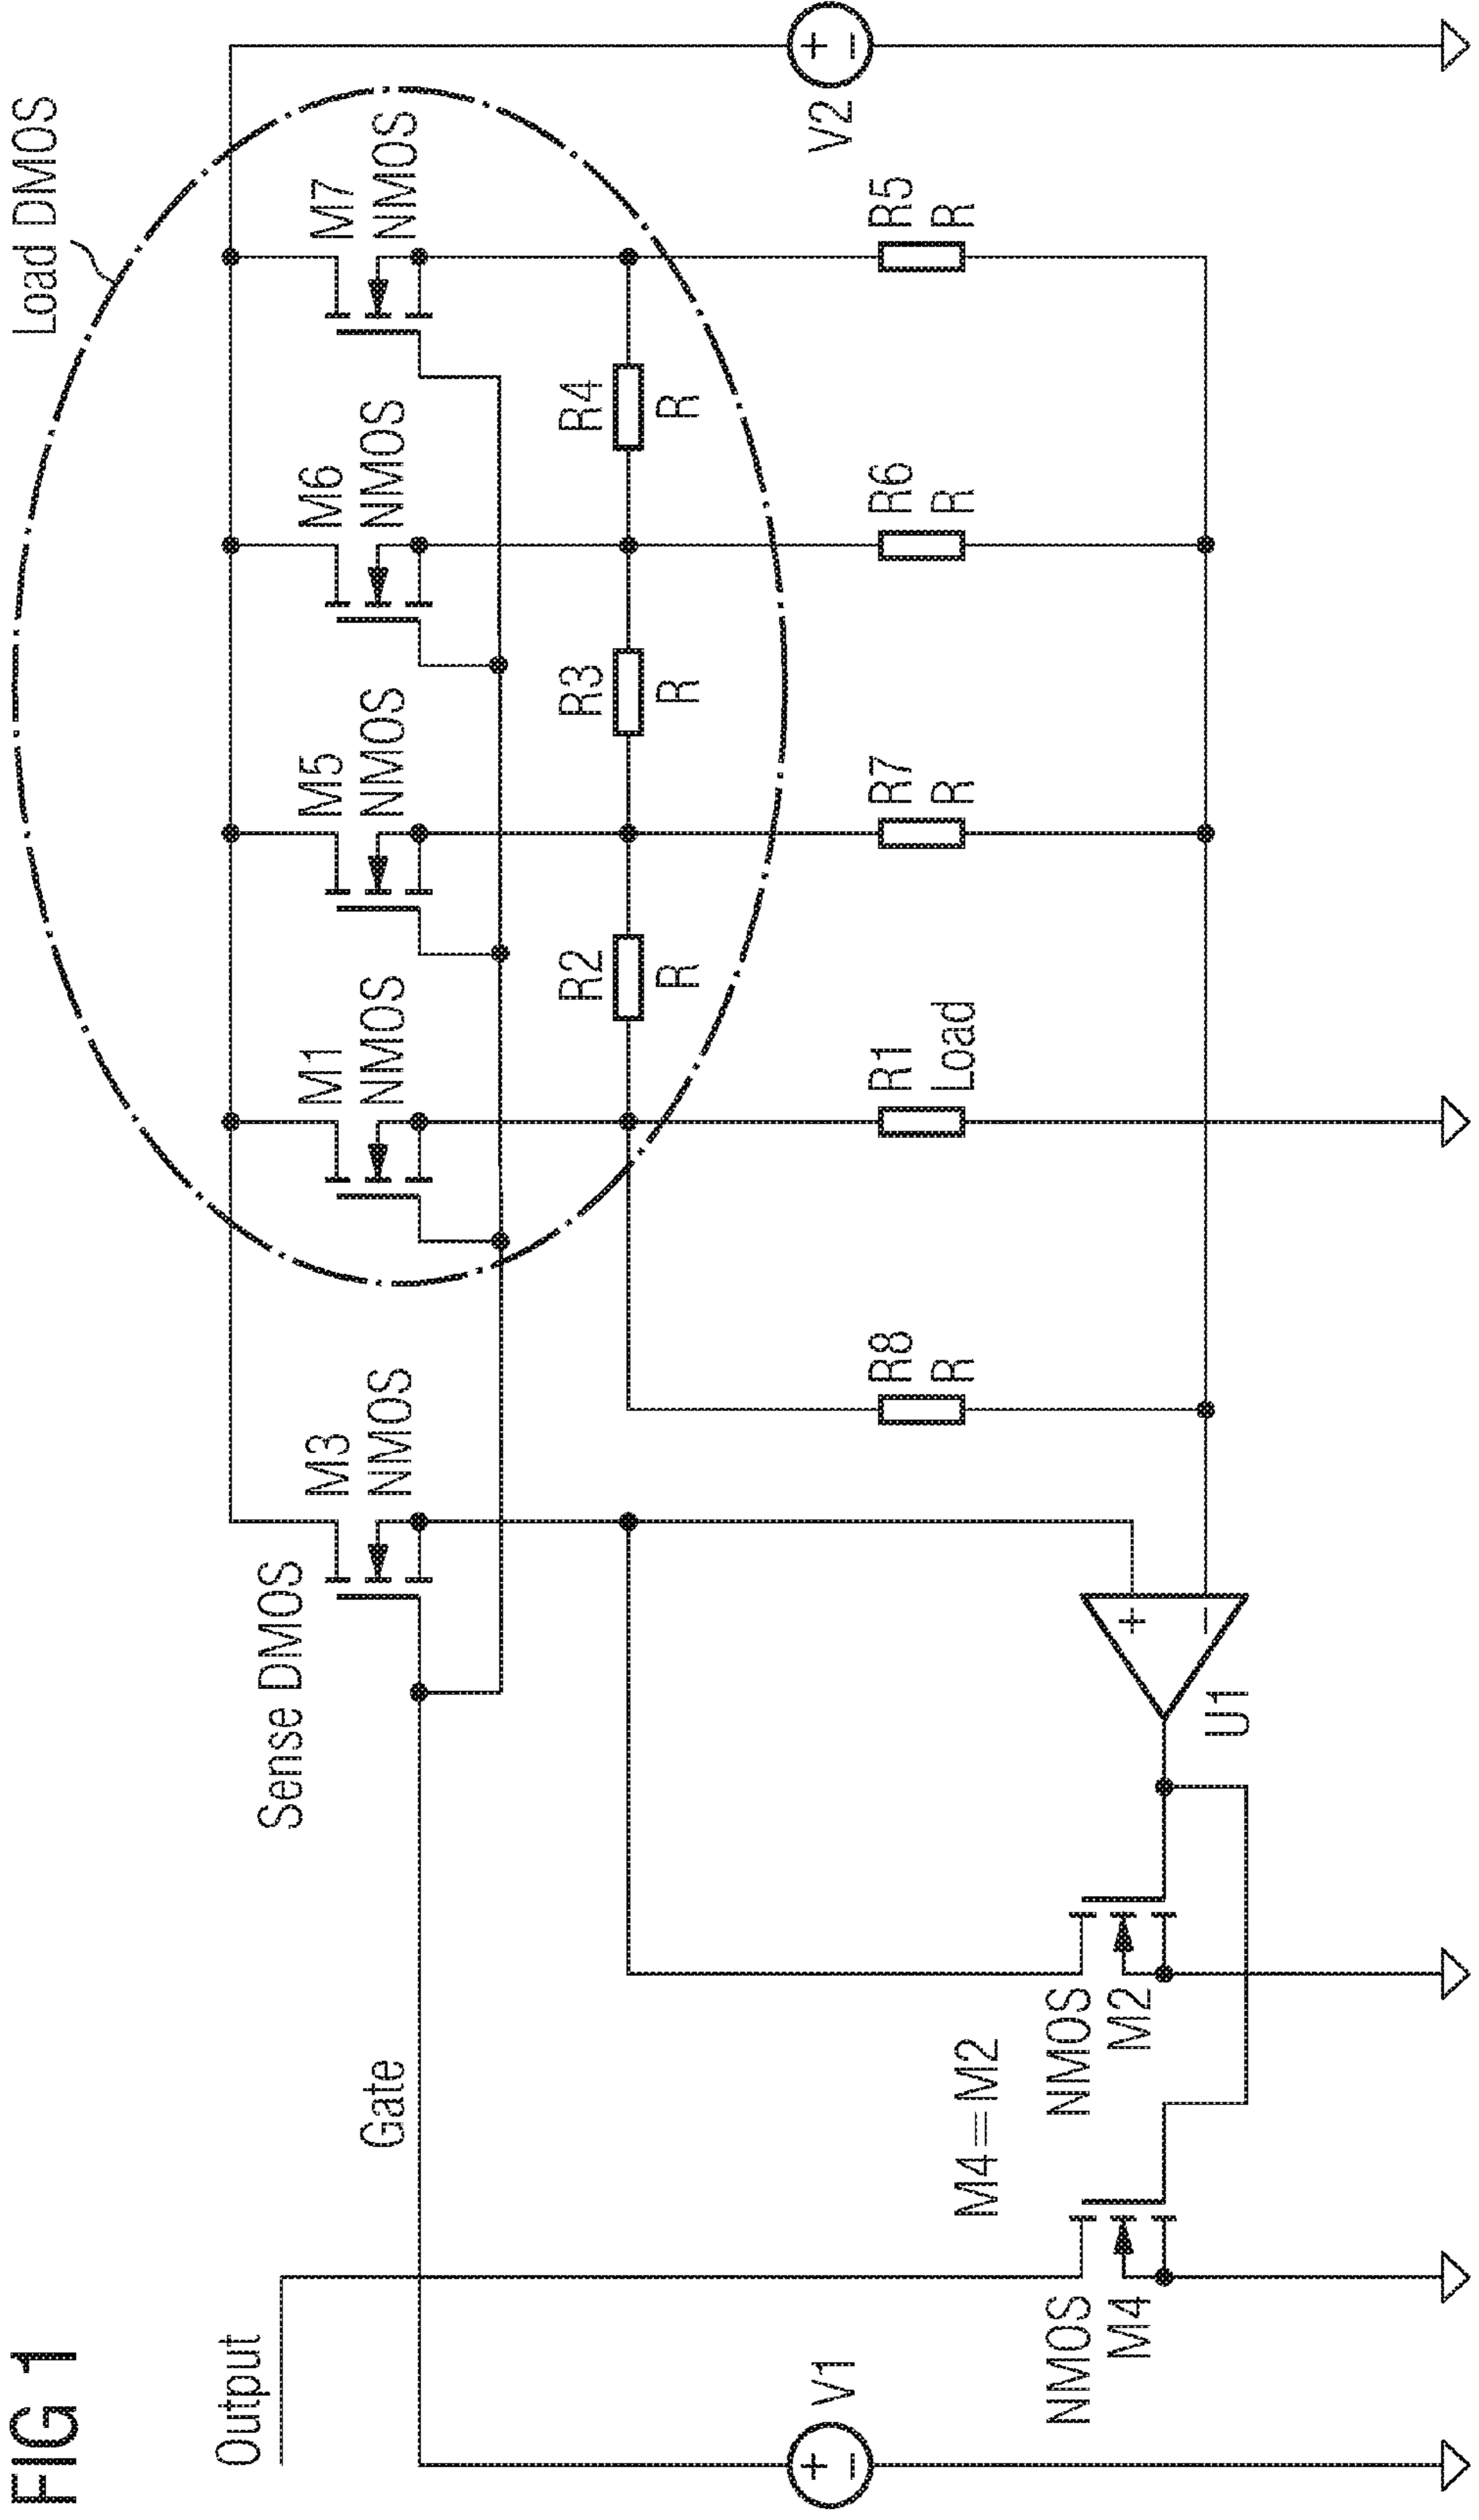 FIG 1
Load DMOS
Output
Gate
Sense DMOS
M3
NMOS
M1
NMOS
M5
NMOS
M6
NMOS
M7
NMOS
R2
R
R3
R
R4
R
V1
+
−
V2
+
−
R8
R
R1
Load
R7
R
R6
R
R5
R
M4=M2
NMOS
M4
NMOS
M2
+
−
U1